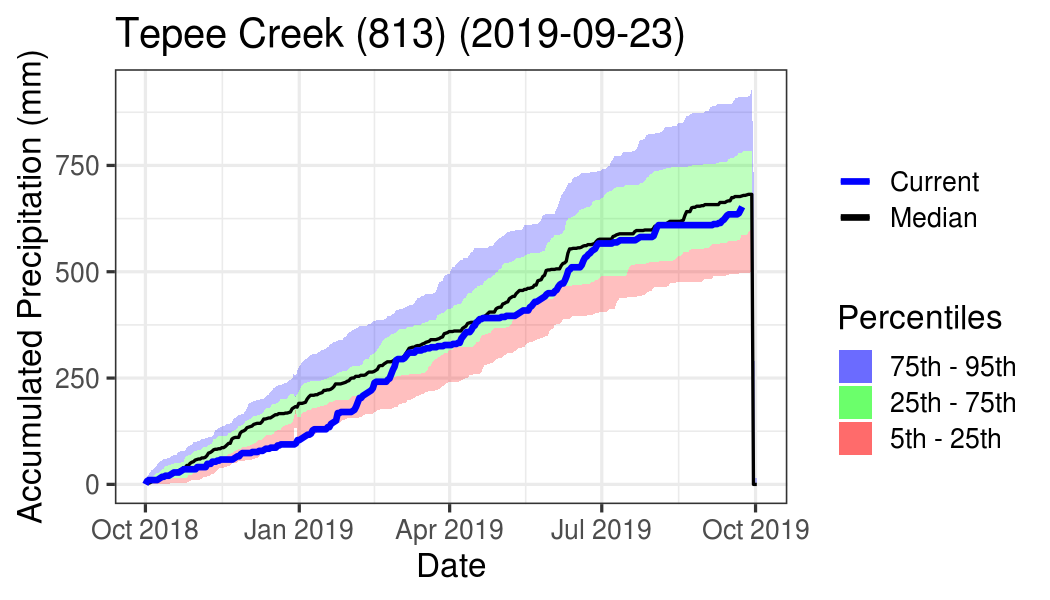 Tepee Creek (813) (2019-09-23)
Accumulated Precipitation (mm)
750
500
250
0
Oct 2018
Jan 2019
Apr 2019
Jul 2019
Oct 2019
Date
Current
Median
Percentiles
75th - 95th
25th - 75th
5th - 25th